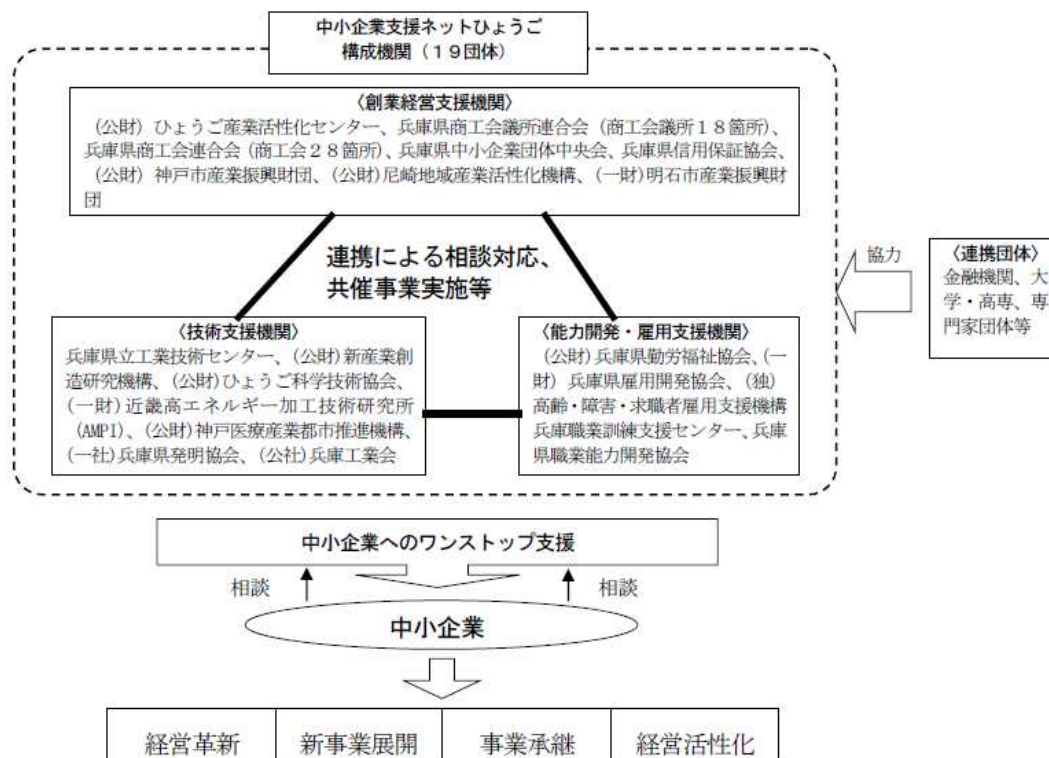 中小企業支援ネットひょうご
構成機関（１９団体）
〈創業経営支援機関〉
（公財）ひょうご産業活性化センター、兵庫県商工会議所連合会（商工会議所１８箇所）、
兵庫県商工会連合会（商工会２８箇所）、兵庫県中小企業団体中央会、兵庫県信用保証協会、
（公財）神戸市産業振興財団、（公財）尼崎地域産業活性化機構、（一財）明石市産業振興財
団
連携による相談対応、
共催事業実施等
協力
〈連携団体〉
金融機関、大
学・高専、専
門家団体等
〈技術支援機関〉
兵庫県立工業技術センター、（公財）新産業創
造研究機構、（公財）ひょうご科学技術協会、
（一財）近畿高エネルギー加工技術研究所
（AMPI）、（公財）神戸医療産業都市推進機構、
（一社）兵庫県発明協会、（公社）兵庫工業会
〈能力開発・雇用支援機関〉
（公財）兵庫県勤労福祉協会、（一
財）兵庫県雇用開発協会、（独）
高齢・障害・求職者雇用支援機構
兵庫職業訓練支援センター、兵庫
県職業能力開発協会
中小企業へのワンストップ支援
相談
相談
中小企業
経営革新
新事業展開
事業承継
経営活性化